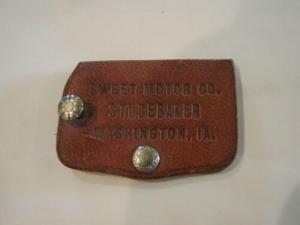 SWEET MOTOR CO.
STUDEBAKER
WASHINGTON, IA.